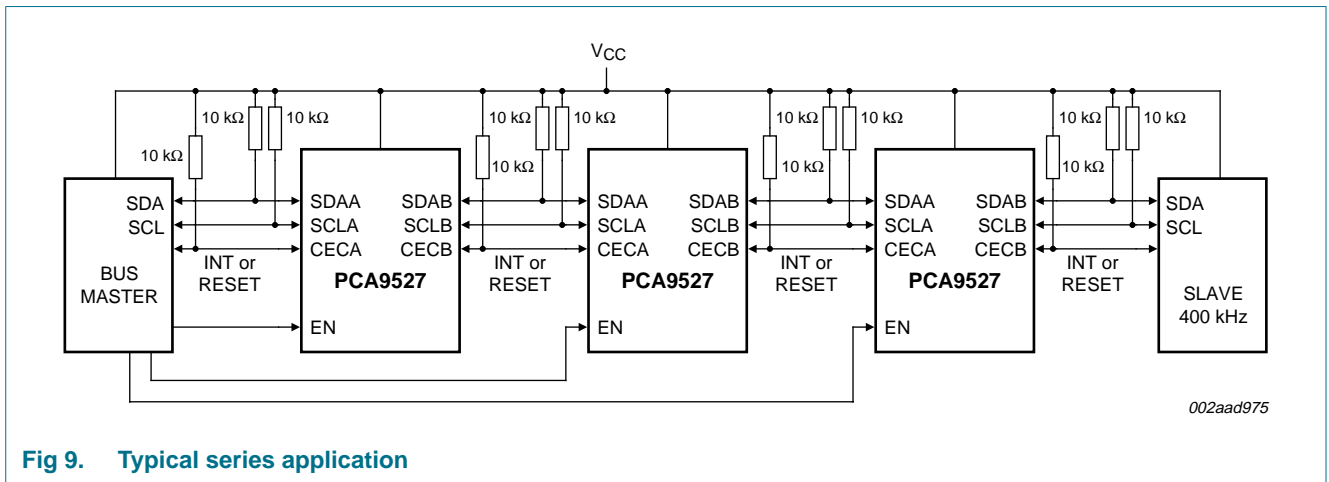 VCC
10 kΩ 10 kΩ 10 kΩ 10 kΩ 10 kΩ 10 kΩ 10 kΩ 10 kΩ
10 kΩ 10 kΩ 10 kΩ 10 kΩ
SDA SDAA SDAB SDAA SDAB SDAA SDAB SDA
SCL SCLA SCLB SCLA SCLB SCLA SCLB SCL
CECA CECB CECA CECB CECA CECB
BUS
MASTER
INT or
RESET
PCA9527
INT or
RESET
PCA9527
INT or
RESET
PCA9527
INT or
RESET
SLAVE
400 kHz
EN EN EN
002aad975
Fig 9. Typical series application